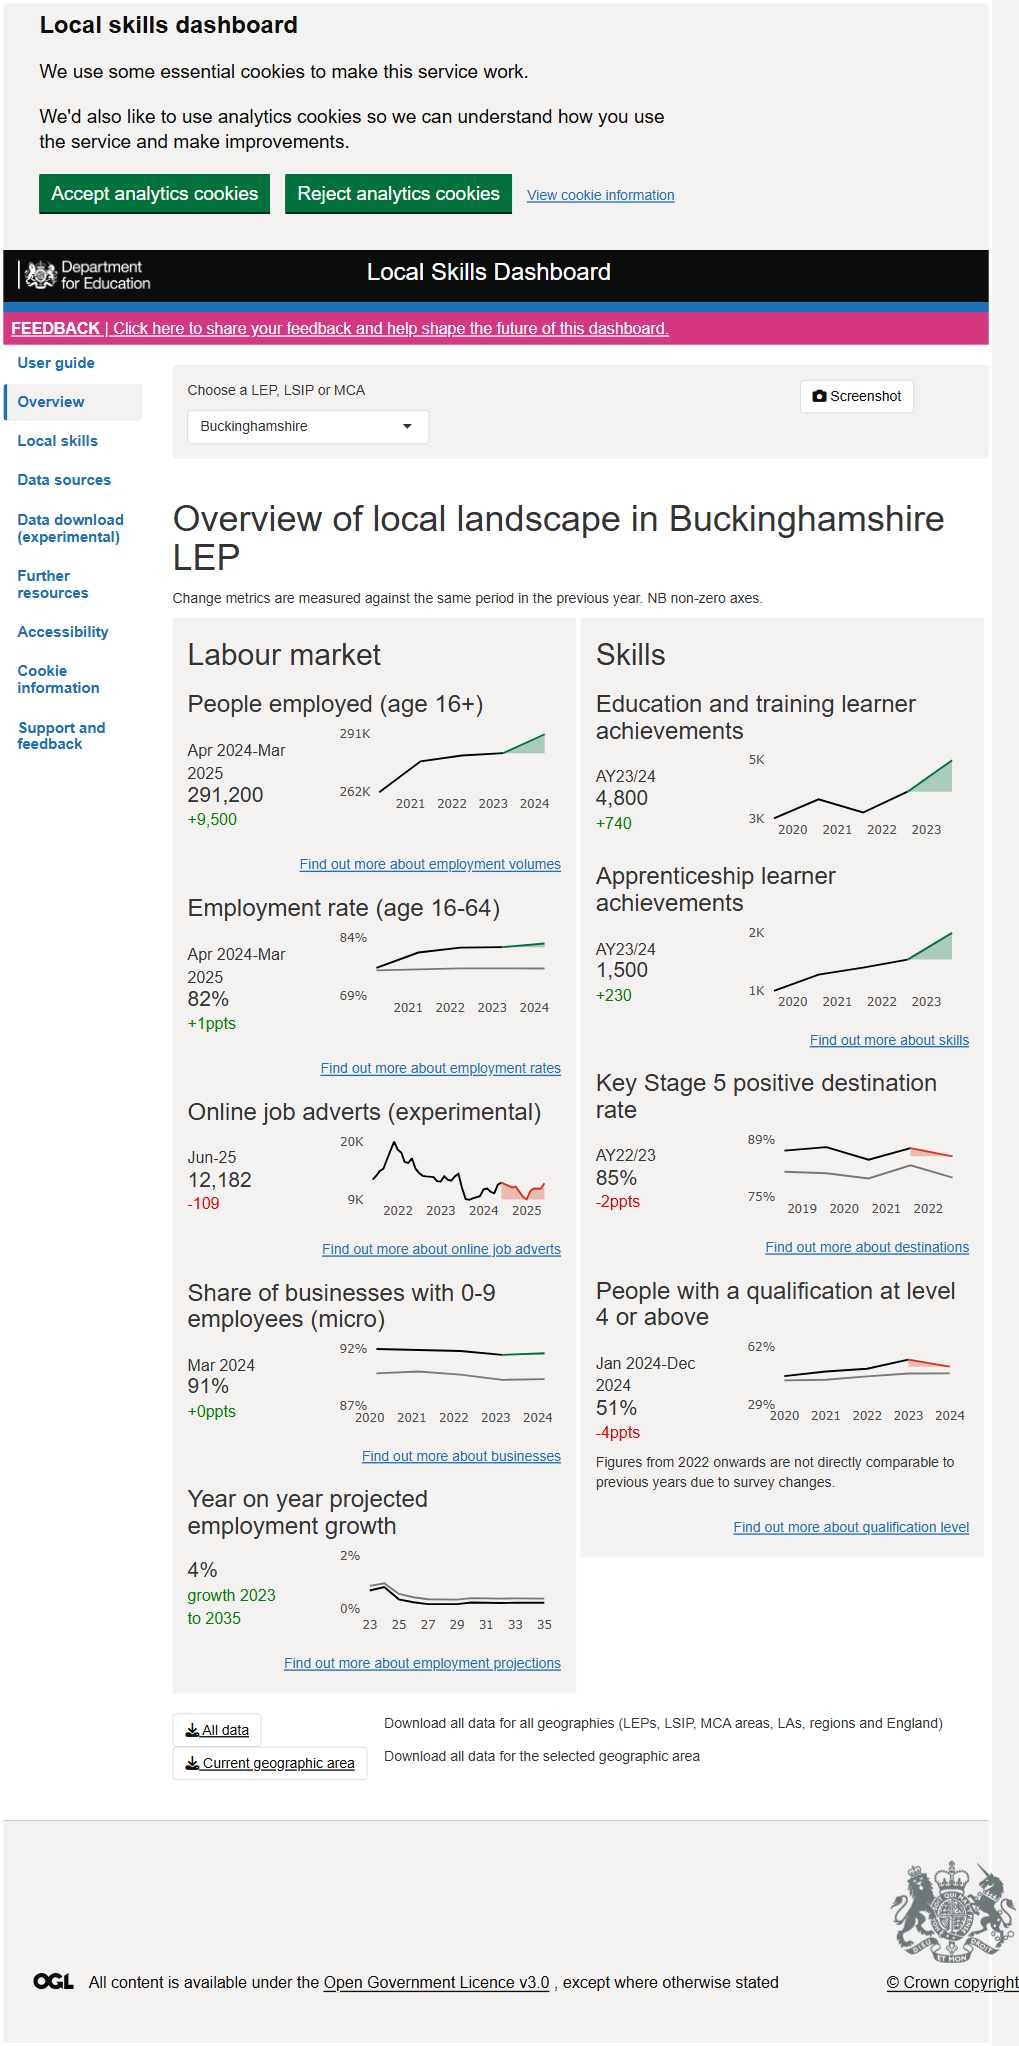 Local skills dashboard
We use some essential cookies to make this service work.
We'd also like to use analytics cookies so we can understand how you use
the service and make improvements.
Accept analytics cookies Reject analytics cookies View cookie information
Department
for Education
Local Skills Dashboard
FEEDBACK | Click here to share your feedback and help shape the future of this dashboard.
User guide
Overview
Local skills
Data sources
Data download
(experimental)
Further
resources
Accessibility
Cookie
information
Support and
feedback
Choose a LEP, LSIP or MCA
Buckinghamshire
Screenshot
Overview of local landscape in Buckinghamshire
LEP
Change metrics are measured against the same period in the previous year. NB non-zero axes.
Labour market
People employed (age 16+)
Apr 2024-Mar
2025
291,200
+9,500
291K
262K
2021 2022 2023 2024
Find out more about employment volumes
Employment rate (age 16-64)
Apr 2024-Mar
2025
82%
+1ppts
84%
69%
2021 2022 2023 2024
Find out more about employment rates
Online job adverts (experimental)
Jun-25
12,182
-109
20K
9K
2022 2023 2024 2025
Find out more about online job adverts
Share of businesses with 0-9
employees (micro)
Mar 2024
91%
+0ppts
92%
87%
2020 2021 2022 2023 2024
Find out more about businesses
Year on year projected
employment growth
4%
growth 2023
to 2035
2%
0%
23 25 27 29 31 33 35
Find out more about employment projections
Skills
Education and training learner
achievements
AY23/24
4,800
+740
5K
3K
2020 2021 2022 2023
Apprenticeship learner
achievements
AY23/24
1,500
+230
2K
1K
2020 2021 2022 2023
Find out more about skills
Key Stage 5 positive destination
rate
AY22/23
85%
-2ppts
89%
75%
2019 2020 2021 2022
Find out more about destinations
People with a qualification at level
4 or above
Jan 2024-Dec
2024
51%
-4ppts
62%
29%
2020 2021 2022 2023 2024
Figures from 2022 onwards are not directly comparable to
previous years due to survey changes.
Find out more about qualification level
All data Download all data for all geographies (LEPs, LSIP, MCA areas, LAs, regions and England)
Current geographic area Download all data for the selected geographic area
OGL All content is available under the Open Government Licence v3.0 , except where otherwise stated
© Crown copyright